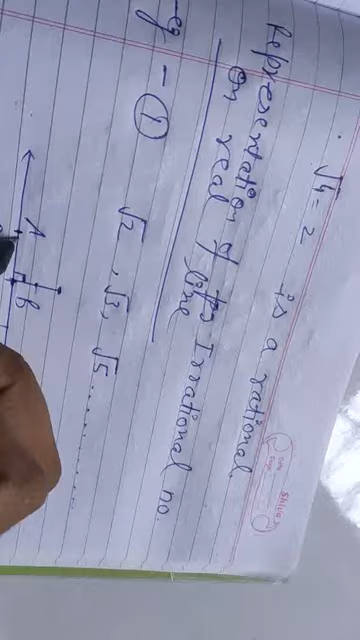 √4 = 2 is a rational
Representation of Irrational no.
on real line
eg - ①
√2, √3, √5..........
A B